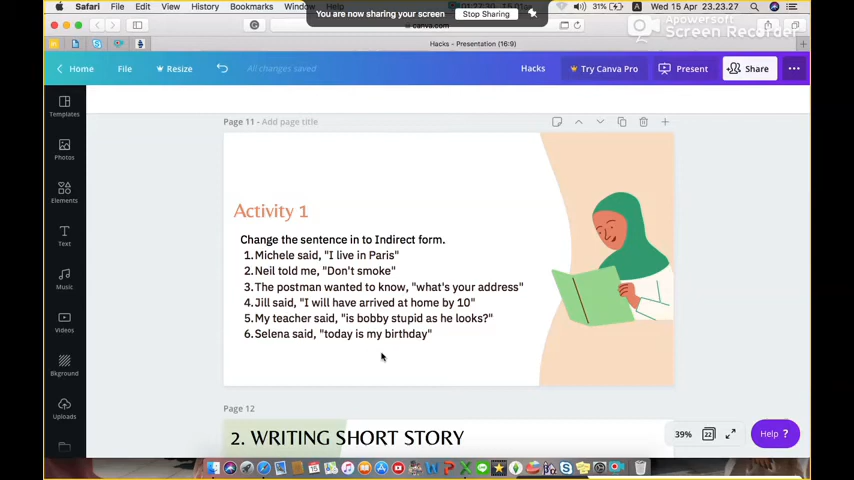 Safari File Edit View History Bookmarks Window
You are now sharing your screen Stop Sharing
31% Wed 15 Apr 23.23.27
canva.com
Apowersoft
Screen Recorder
Hacks - Presentation (16:9)
Home File Resize All changes saved Hacks Try Canva Pro Present Share
Templates
Photos
Elements
Text
Music
Videos
Bkground
Uploads
Page 11 - Add page title
Activity 1
Change the sentence in to Indirect form.
1. Michele said, "I live in Paris"
2. Neil told me, "Don't smoke"
3. The postman wanted to know, "what's your address"
4. Jill said, "I will have arrived at home by 10"
5. My teacher said, "is bobby stupid as he looks?"
6. Selena said, "today is my birthday"
Page 12
2. WRITING SHORT STORY
39% 22 Help ?